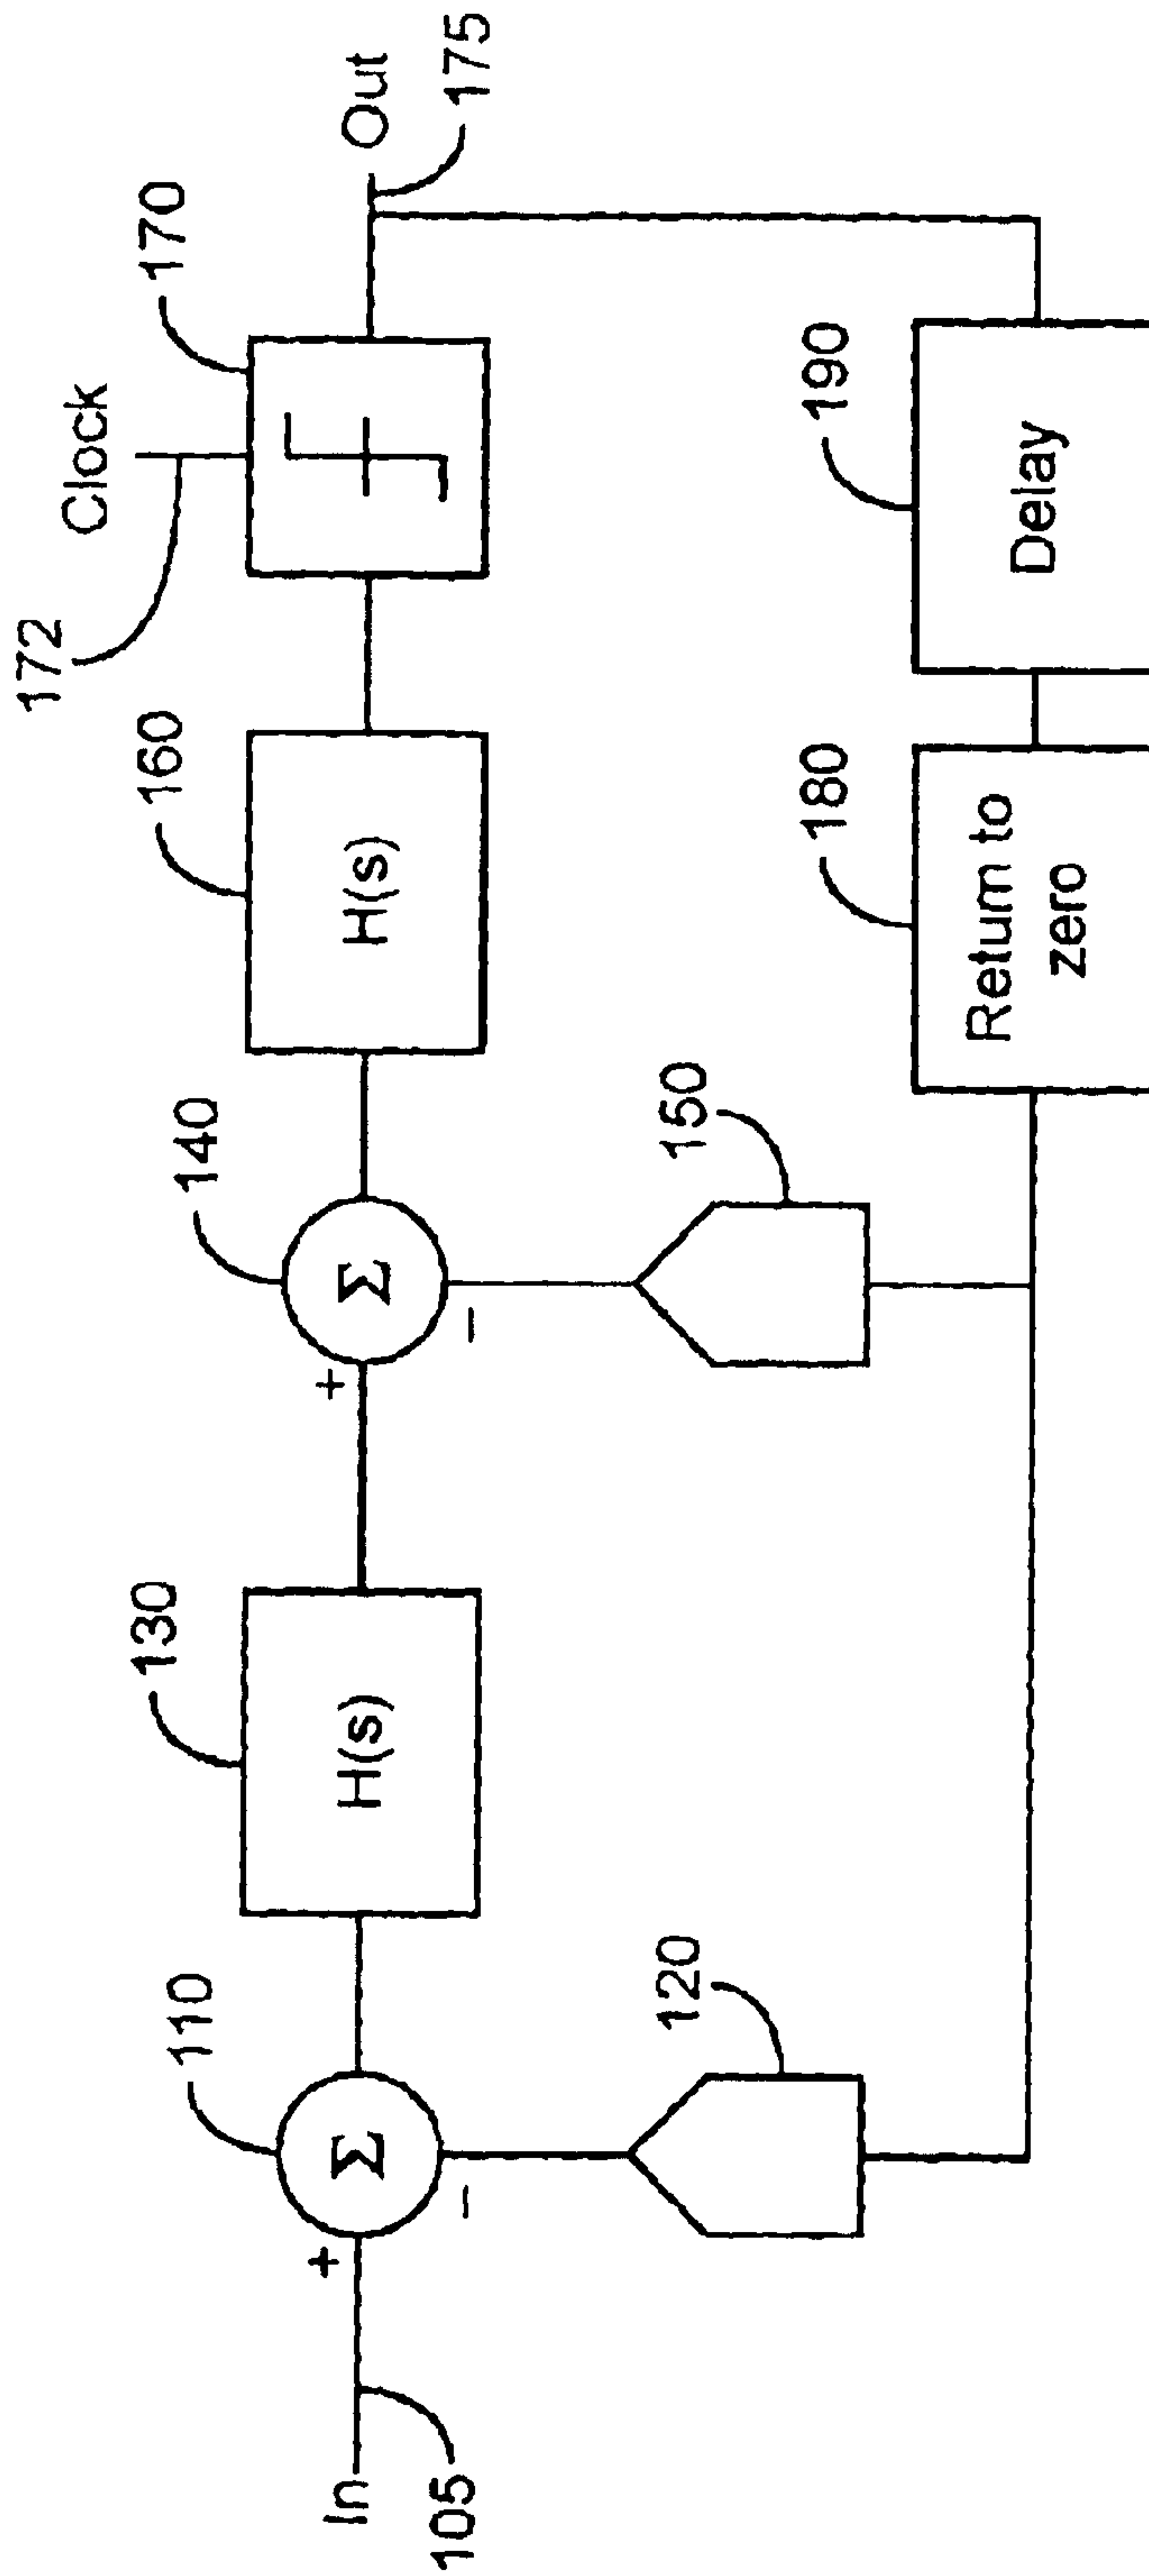 Clock
172
170
Out
175
160
H(s)
140
Σ
+
−
150
130
H(s)
110
Σ
+
−
120
In
105
190
Delay
180
Return to
zero